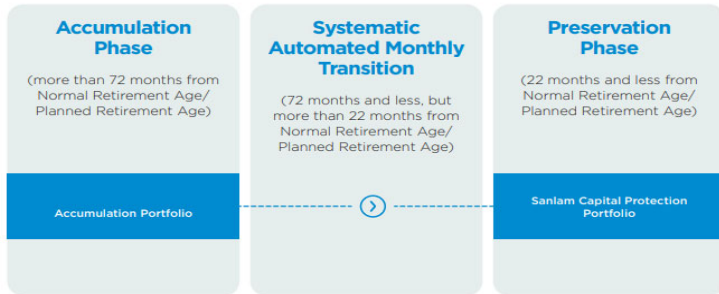 Accumulation
Phase
(more than 72 months from
Normal Retirement Age/
Planned Retirement Age)
Accumulation Portfolio
Systematic
Automated Monthly
Transition
(72 months and less, but
more than 22 months from
Normal Retirement Age/
Planned Retirement Age)
Preservation
Phase
(22 months and less from
Normal Retirement Age/
Planned Retirement Age)
Sanlam Capital Protection
Portfolio